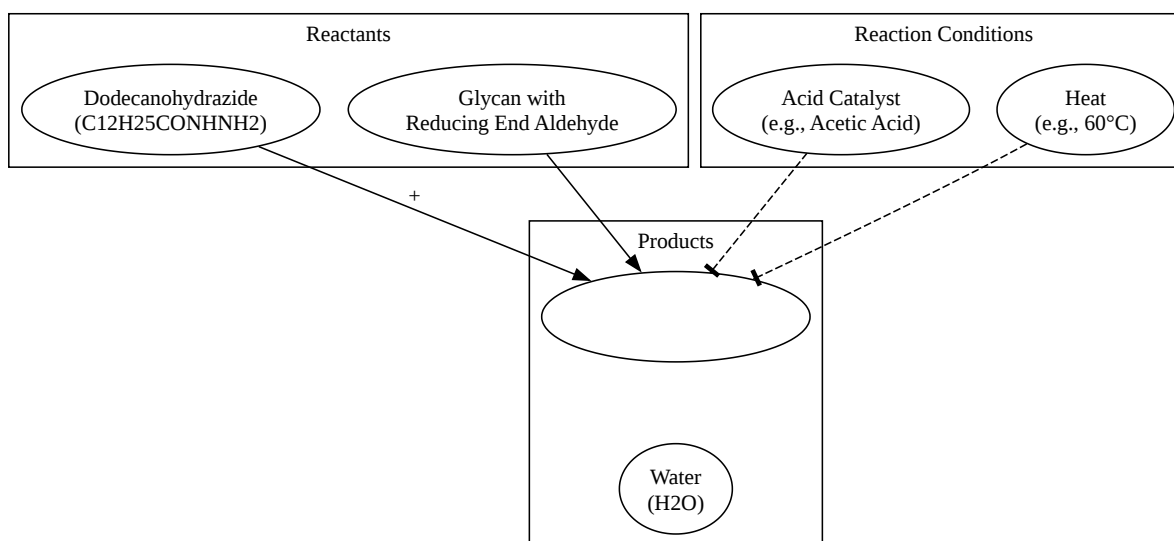 Reactants
Reaction Conditions
Dodecanohydrazide
(C12H25CONHNH2)
Glycan with
Reducing End Aldehyde
Acid Catalyst
(e.g., Acetic Acid)
Heat
(e.g., 60°C)
+
Products
Water
(H2O)